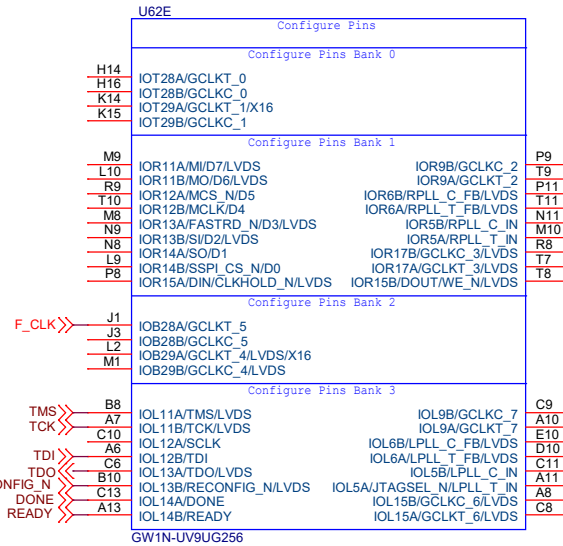 U62E
Configure Pins
Configure Pins Bank 0
H14 IOT28A/GCLKT_0
H16 IOT28B/GCLKC_0
K14 IOT29A/GCLKT_1/X16
K15 IOT29B/GCLKC_1
Configure Pins Bank 1
M9 IOR11A/MI/D7/LVDS IOR9B/GCLKC_2 P9
L10 IOR11B/MO/D6/LVDS IOR9A/GCLKT_2 T9
R9 IOR12A/MCS_N/D5 IOR6B/RPLL_C_FB/LVDS P11
T10 IOR12B/MCLK/D4 IOR6A/RPLL_T_FB/LVDS T11
M8 IOR13A/FASTRD_N/D3/LVDS IOR5B/RPLL_C_IN N11
N9 IOR13B/SI/D2/LVDS IOR5A/RPLL_T_IN M10
N8 IOR14A/SO/D1 IOR17B/GCLKC_3/LVDS R8
L9 IOR14B/SSPI_CS_N/D0 IOR17A/GCLKT_3/LVDS T7
P8 IOR15A/DIN/CLKHOLD_N/LVDS IOR15B/DOUT/WE_N/LVDS T8
Configure Pins Bank 2
F_CLK J1 IOB28A/GCLKT_5
J3 IOB28B/GCLKC_5
L2 IOB29A/GCLKT_4/LVDS/X16
M1 IOB29B/GCLKC_4/LVDS
Configure Pins Bank 3
TMS B8 IOL11A/TMS/LVDS IOL9B/GCLKC_7 C9
TCK A7 IOL11B/TCK/LVDS IOL9A/GCLKT_7 A10
C10 IOL12A/SCLK IOL6B/LPLL_C_FB/LVDS E10
TDI A6 IOL12B/TDI IOL6A/LPLL_T_FB/LVDS D10
TDO C6 IOL13A/TDO/LVDS IOL5B/LPLL_C_IN C11
ONFIG_N B10 IOL13B/RECONFIG_N/LVDS IOL5A/JTAGSEL_N/LPLL_T_IN A11
DONE C13 IOL14A/DONE IOL15B/GCLKC_6/LVDS A8
READY A13 IOL14B/READY IOL15A/GCLKT_6/LVDS C8
GW1N-UV9UG256